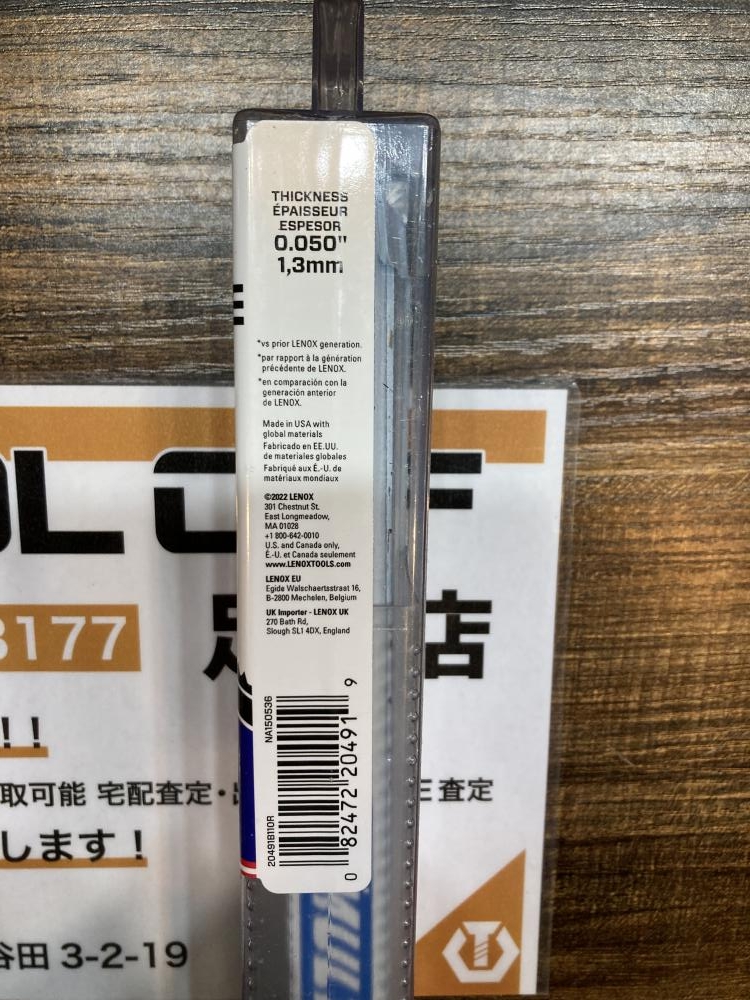 THICKNESS
ÉPAISSEUR
ESPESOR
0.050"
1,3mm
*vs prior LENOX generation.
*par rapport à la génération
précédente de LENOX.
*en comparación con la
generación anterior
de LENOX.
Made in USA with
global materials
Fabricado en EE.UU.
de materiales globales
Fabriqué aux É.-U. de
matériaux mondiaux
©2022 LENOX
301 Chestnut St.
East Longmeadow,
MA 01028
+1 800-642-0010
U.S. and Canada only,
É.-U. et Canada seulement
www.LENOXTOOLS.com
LENOX EU
Egide Walschaertsstraat 16,
B-2800 Mechelen, Belgium
UK Importer - LENOX UK
270 Bath Rd,
Slough SL1 4DX, England
NA150536
20491B110R
0 82472 20491 9
3177
店
!!
取可能 宅配査定・
査定
します！
谷田 3-2-19